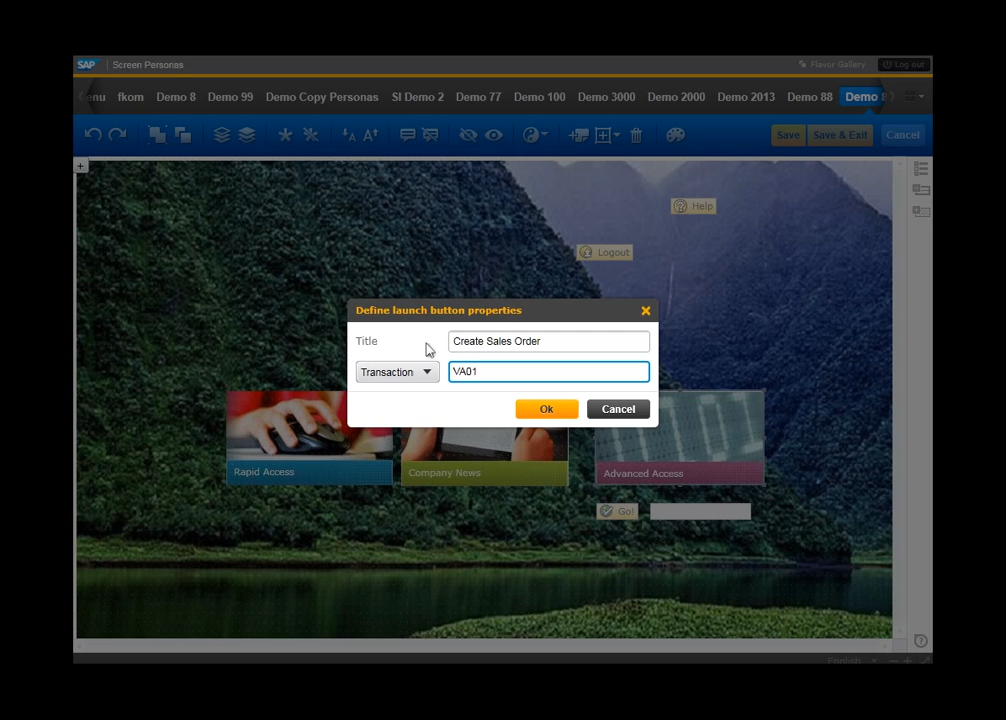 SAP | Screen Personas
Flavor Gallery
Log out
enu fkom Demo 8 Demo 99 Demo Copy Personas SI Demo 2 Demo 77 Demo 100 Demo 3000 Demo 2000 Demo 2013 Demo 88 Demo
Save Save & Exit Cancel
Help
Logout
Define launch button properties
Title Create Sales Order
Transaction VA01
Ok Cancel
Rapid Access Company News Advanced Access
Go!
English